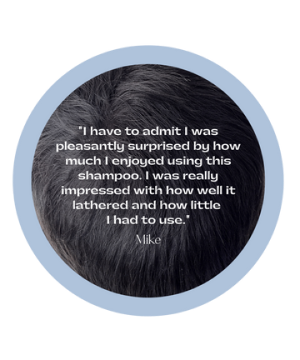 "I have to admit I was
pleasantly surprised by how
much I enjoyed using this
shampoo. I was really
impressed with how well it
lathered and how little
I had to use."
Mike